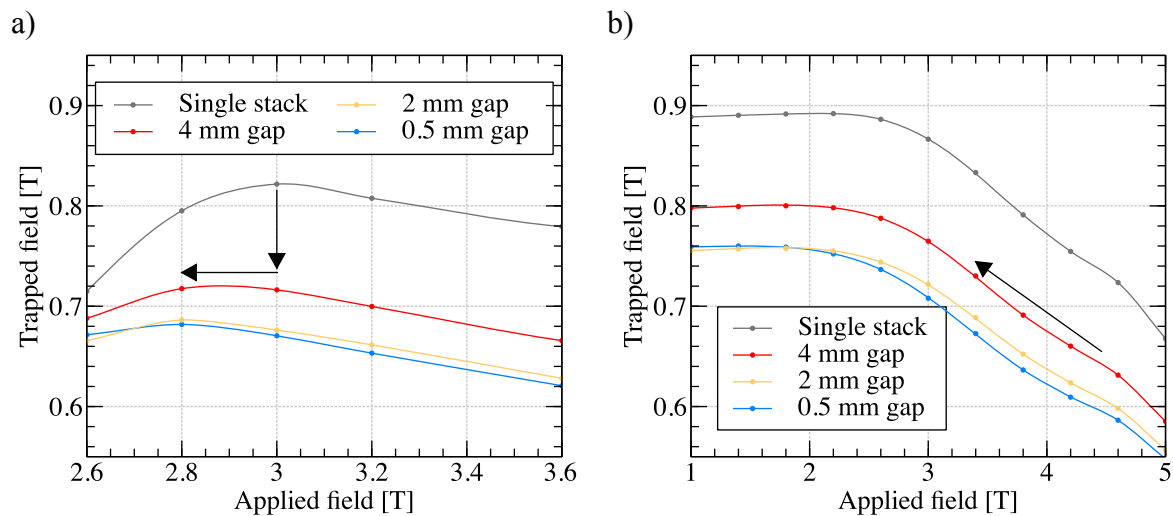 a)
Trapped field [T]
0.9
0.8
0.7
0.6
Single stack
4 mm gap
2 mm gap
0.5 mm gap
2.6 2.8 3 3.2 3.4 3.6
Applied field [T]
b)
Trapped field [T]
0.9
0.8
0.7
0.6
Single stack
4 mm gap
2 mm gap
0.5 mm gap
1 2 3 4 5
Applied field [T]